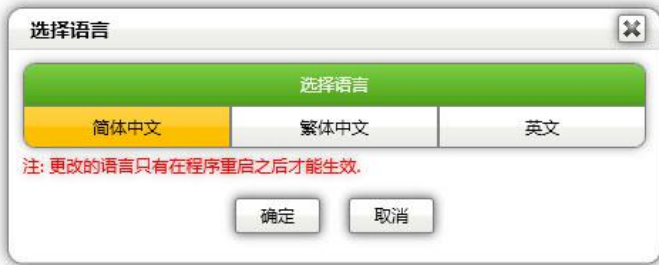 选择语言
选择语言
简体中文 繁体中文 英文
注: 更改的语言只有在程序重启之后才能生效.
确定 取消